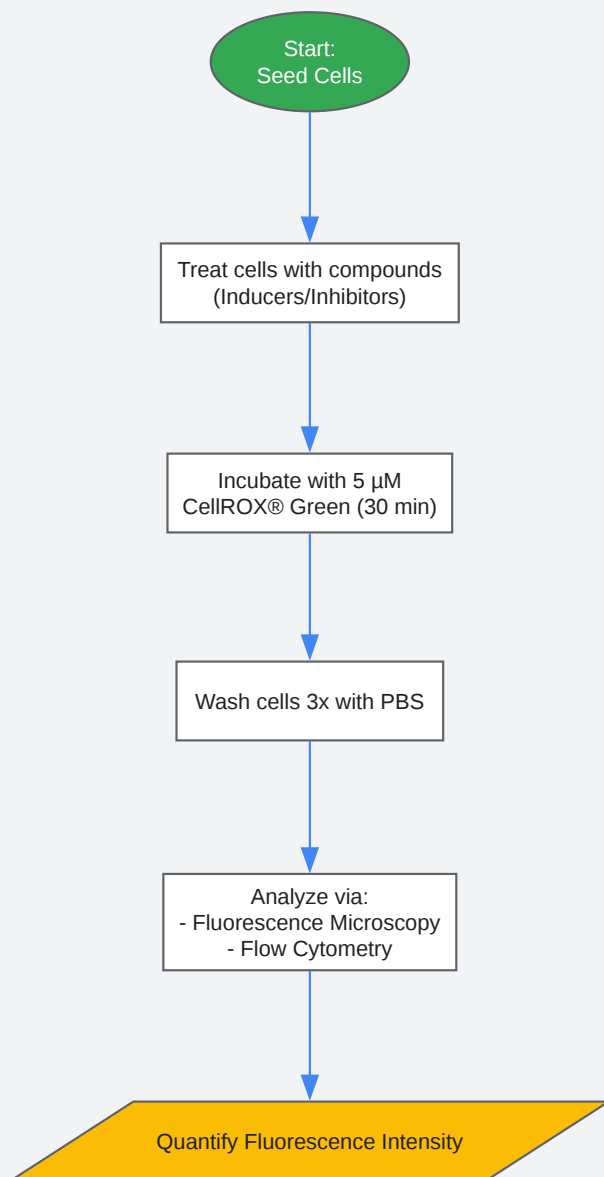 Start:
Seed Cells
Treat cells with compounds
(Inducers/Inhibitors)
Incubate with 5 µM
CellROX® Green (30 min)
Wash cells 3x with PBS
Analyze via:
- Fluorescence Microscopy
- Flow Cytometry
Quantify Fluorescence Intensity